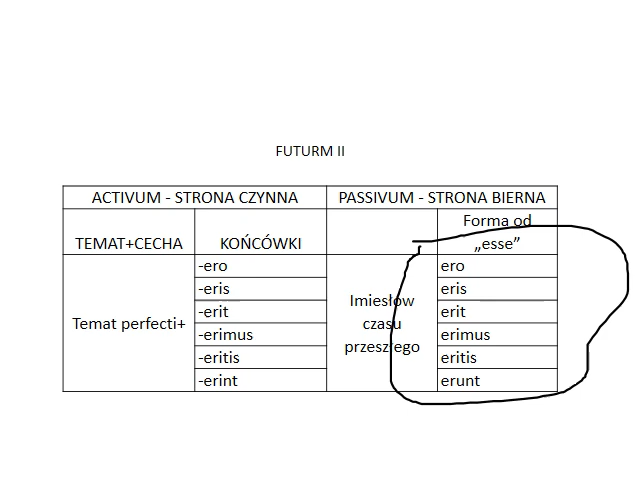 FUTURM II
ACTIVUM - STRONA CZYNNA PASSIVUM - STRONA BIERNA
TEMAT+CECHA KOŃCÓWKI Forma od
„esse”
Temat perfecti+
-ero
-eris
-erit
-erimus
-eritis
-erint
Imiesłów
czasu
przeszłego
ero
eris
erit
erimus
eritis
erunt